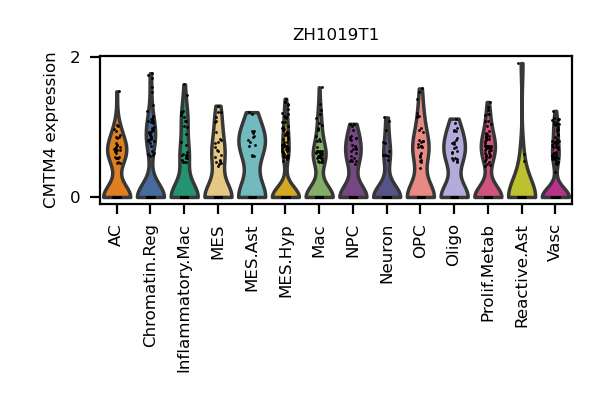 ZH1019T1
CMTM4 expression
2
0
AC
Chromatin.Reg
Inflammatory.Mac
MES
MES.Ast
MES.Hyp
Mac
NPC
Neuron
OPC
Oligo
Prolif.Metab
Reactive.Ast
Vasc